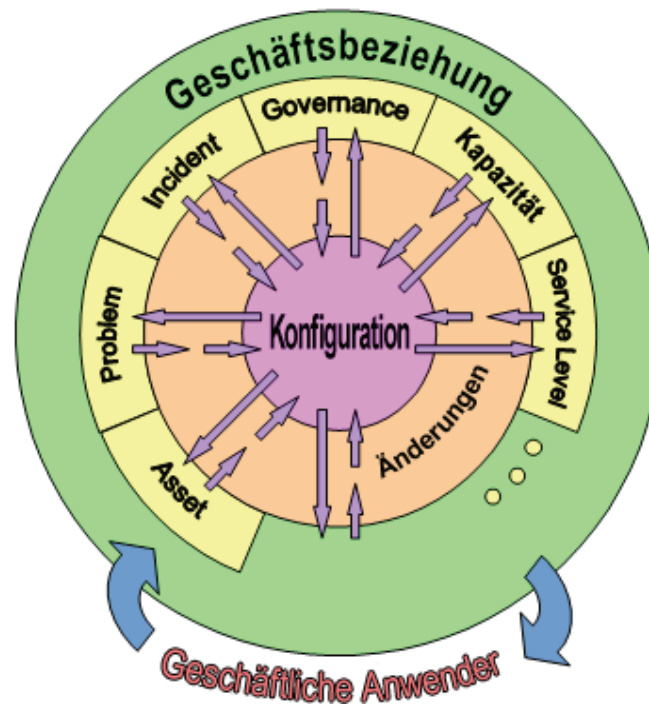 Geschäftsbeziehung
Governance
Incident
Kapazität
Problem
Service Level
Konfiguration
Änderungen
Asset
Geschäftliche Anwender